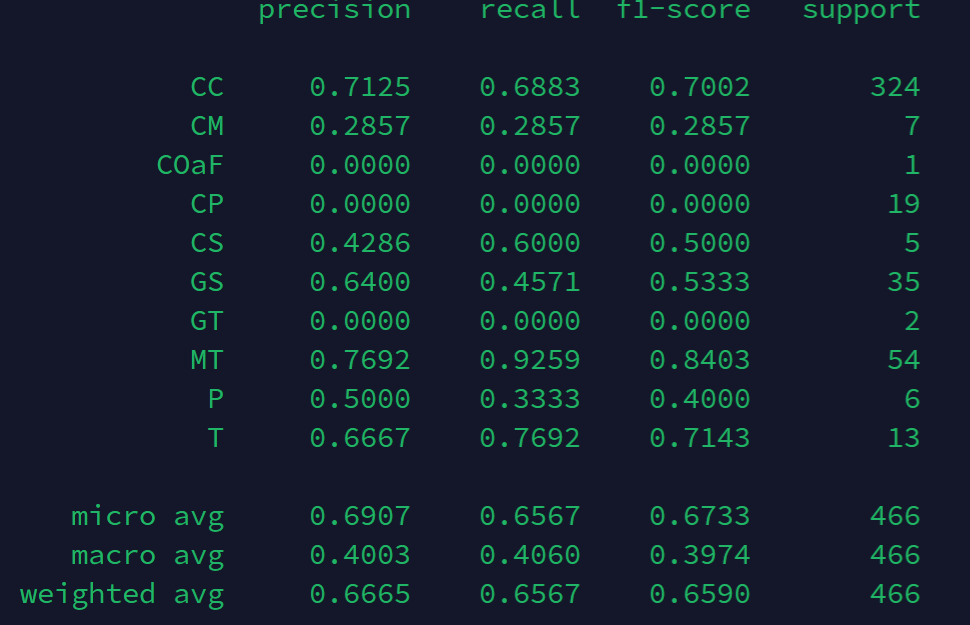 precision recall f1-score support
CC 0.7125 0.6883 0.7002 324
CM 0.2857 0.2857 0.2857 7
COaF 0.0000 0.0000 0.0000 1
CP 0.0000 0.0000 0.0000 19
CS 0.4286 0.6000 0.5000 5
GS 0.6400 0.4571 0.5333 35
GT 0.0000 0.0000 0.0000 2
MT 0.7692 0.9259 0.8403 54
P 0.5000 0.3333 0.4000 6
T 0.6667 0.7692 0.7143 13
micro avg 0.6907 0.6567 0.6733 466
macro avg 0.4003 0.4060 0.3974 466
weighted avg 0.6665 0.6567 0.6590 466